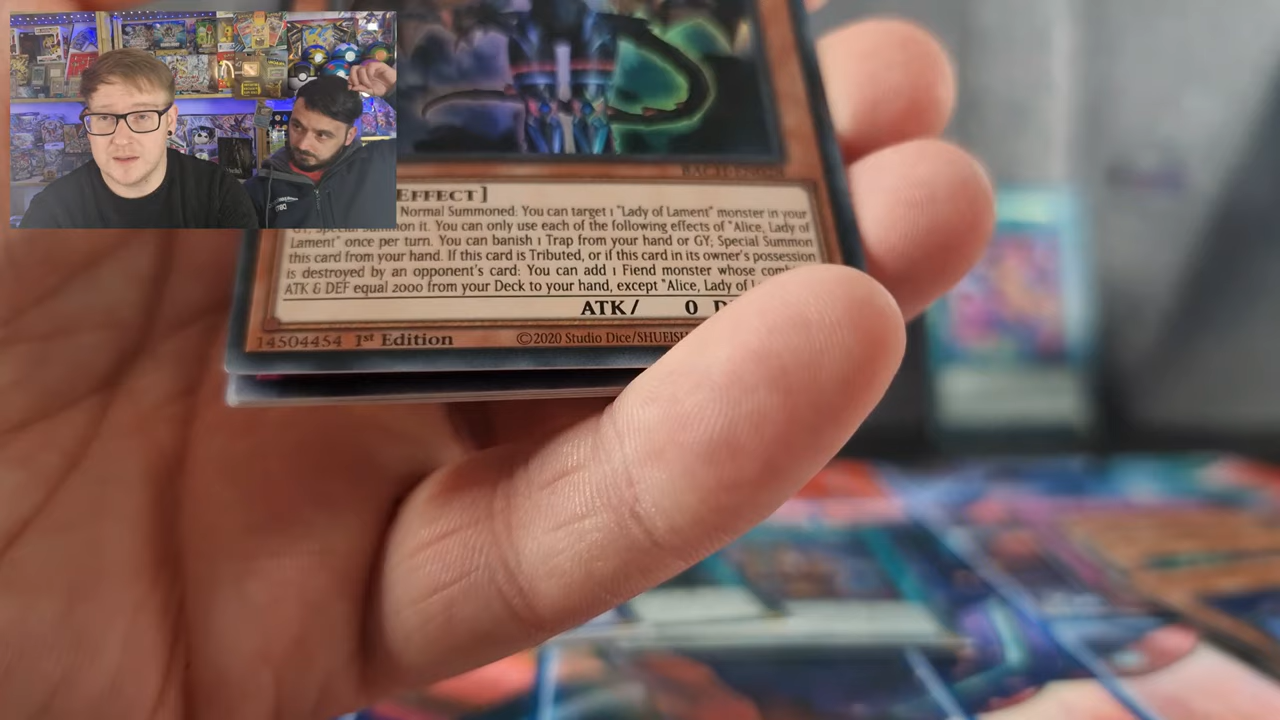 BACH-EN028
EFFECT]
Normal Summoned: You can target 1 "Lady of Lament" monster in your
GY; Special Summon it. You can only use each of the following effects of "Alice, Lady of
Lament" once per turn. You can banish 1 Trap from your hand or GY; Special Summon
this card from your hand. If this card is Tributed, or if this card in its owner's possession
is destroyed by an opponent's card: You can add 1 Fiend monster whose
ATK & DEF equal 2000 from your Deck to your hand, except "Alice, Lady of
ATK/ 0
14504454 1st Edition ©2020 Studio Dice/SHUEISH